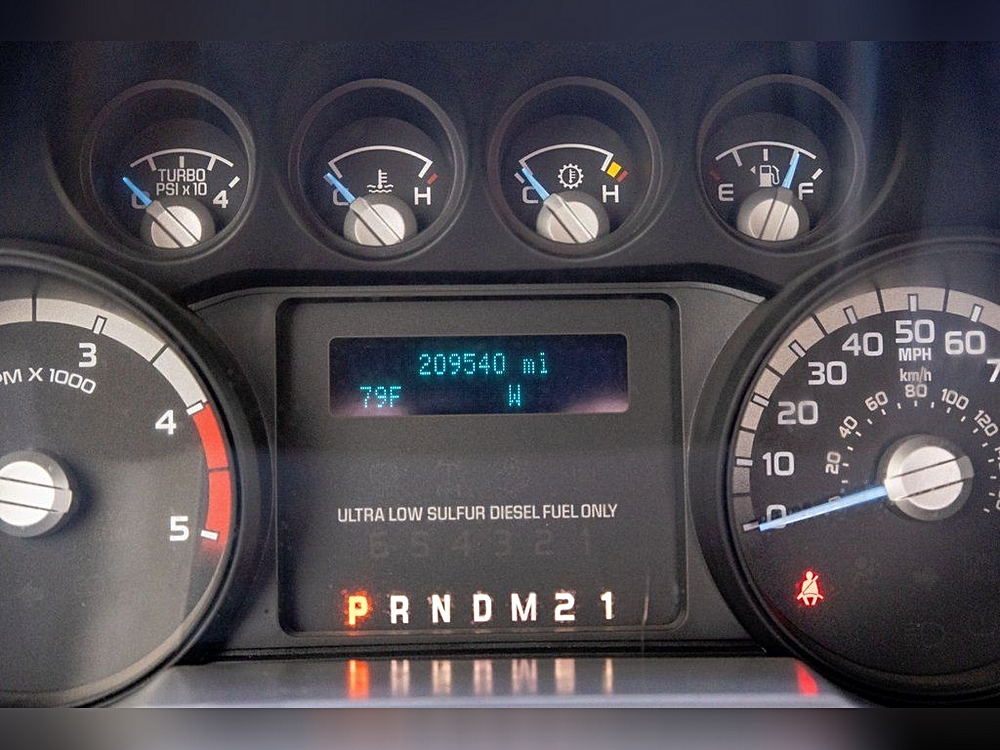 TURBO
PSI x 10 4
C H
C H
E F
3
PM X 1000
4
5
209540 mi
79F W
ULTRA LOW SULFUR DIESEL FUEL ONLY
6 5 4 3 2 1
P R N D M 2 1
0 10 20 30 40 50 60 7
MPH
km/h
20 40 60 80 100 120